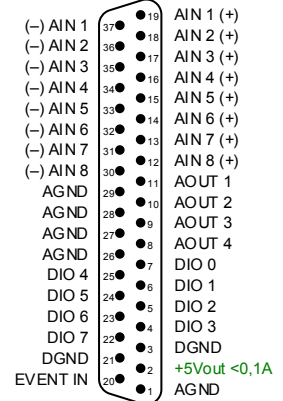 19 AIN 1 (+)
(–) AIN 1 37
18 AIN 2 (+)
(–) AIN 2 36
17 AIN 3 (+)
(–) AIN 3 35
16 AIN 4 (+)
(–) AIN 4 34
15 AIN 5 (+)
(–) AIN 5 33
14 AIN 6 (+)
(–) AIN 6 32
13 AIN 7 (+)
(–) AIN 7 31
12 AIN 8 (+)
(–) AIN 8 30
11 AOUT 1
AGND 29
10 AOUT 2
AGND 28
9 AOUT 3
AGND 27
8 AOUT 4
AGND 26
7 DIO 0
DIO 4 25
6 DIO 1
DIO 5 24
5 DIO 2
DIO 6 23
4 DIO 3
DIO 7 22
3 DGND
DGND 21
2 +5Vout <0,1A
EVENT IN 20
1 AGND